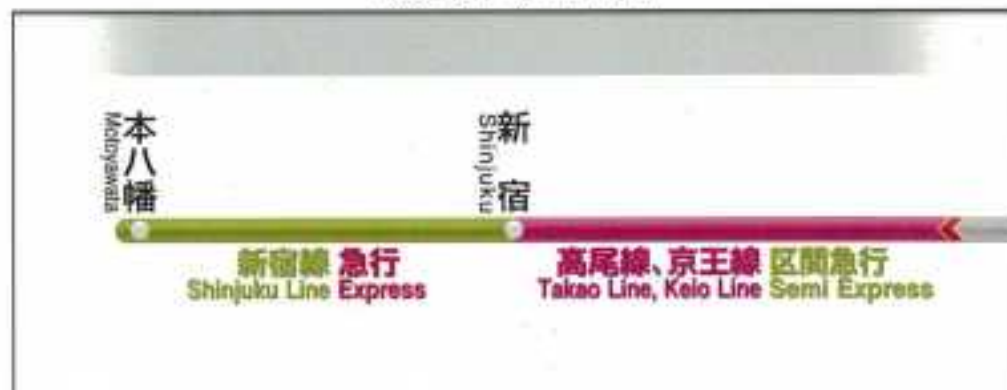 本八幡
Motoyawata
新宿
Shinjuku
新宿線 急行
Shinjuku Line Express
高尾線、京王線 区間急行
Takao Line, Keio Line Semi Express